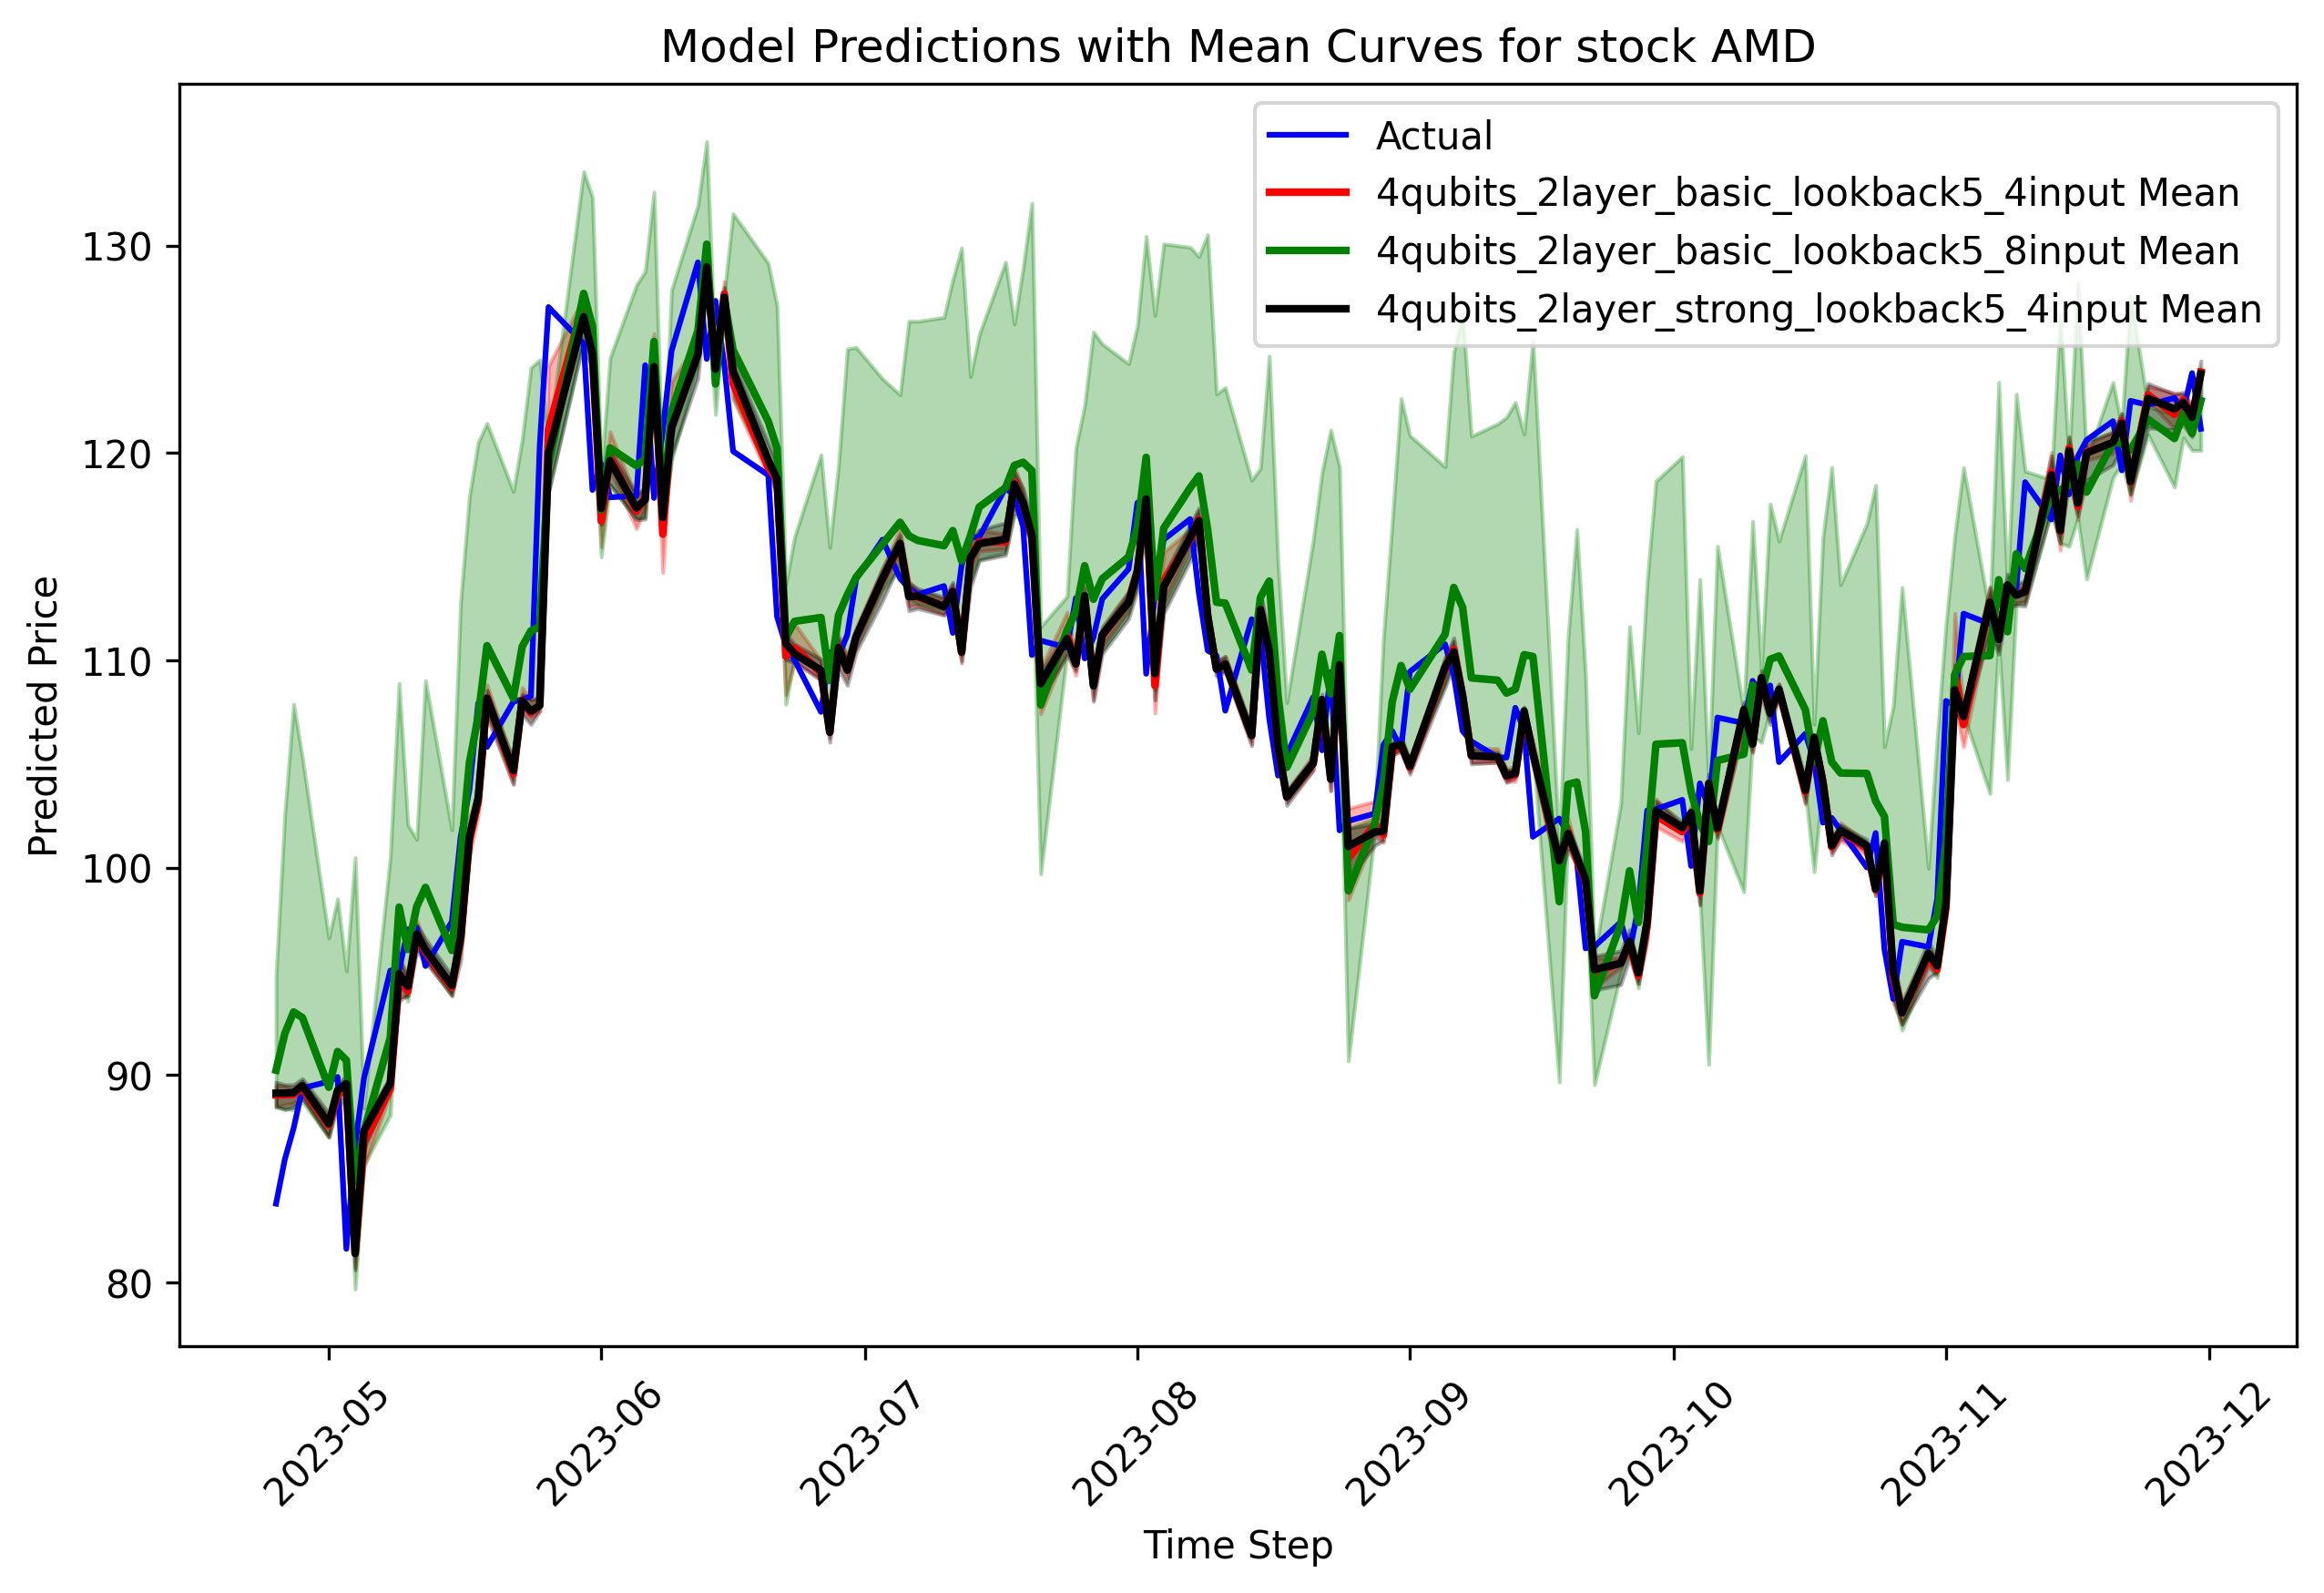 Model Predictions with Mean Curves for stock AMD
Actual
4qubits_2layer_basic_lookback5_4input Mean
4qubits_2layer_basic_lookback5_8input Mean
4qubits_2layer_strong_lookback5_4input Mean
Predicted Price
130
120
110
100
90
80
2023-05
2023-06
2023-07
2023-08
2023-09
2023-10
2023-11
2023-12
Time Step